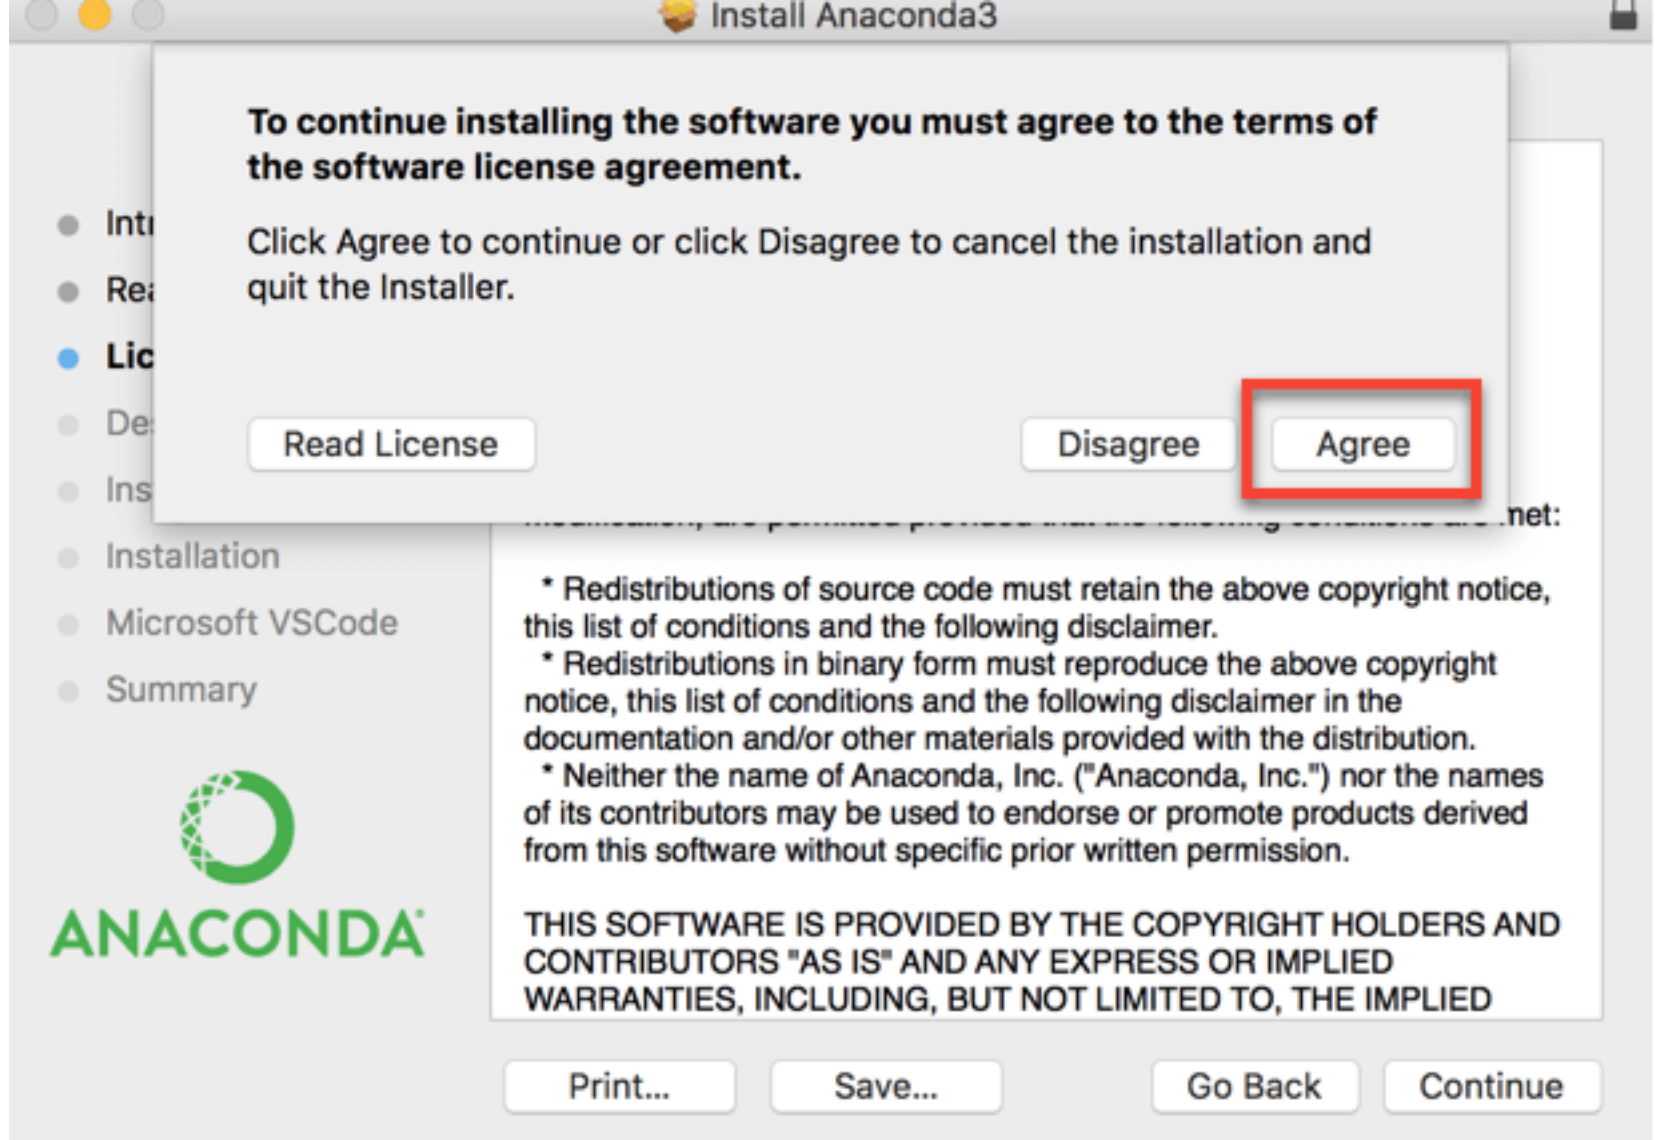 Install Anaconda3
To continue installing the software you must agree to the terms of
the software license agreement.
Click Agree to continue or click Disagree to cancel the installation and
quit the Installer.
Read License
Disagree
Agree
Lic
Ins
Installation
Microsoft VSCode
Summary
ANACONDA
met:
* Redistributions of source code must retain the above copyright notice,
this list of conditions and the following disclaimer.
* Redistributions in binary form must reproduce the above copyright
notice, this list of conditions and the following disclaimer in the
documentation and/or other materials provided with the distribution.
* Neither the name of Anaconda, Inc. ("Anaconda, Inc.") nor the names
of its contributors may be used to endorse or promote products derived
from this software without specific prior written permission.
THIS SOFTWARE IS PROVIDED BY THE COPYRIGHT HOLDERS AND
CONTRIBUTORS "AS IS" AND ANY EXPRESS OR IMPLIED
WARRANTIES, INCLUDING, BUT NOT LIMITED TO, THE IMPLIED
Print...
Save...
Go Back
Continue